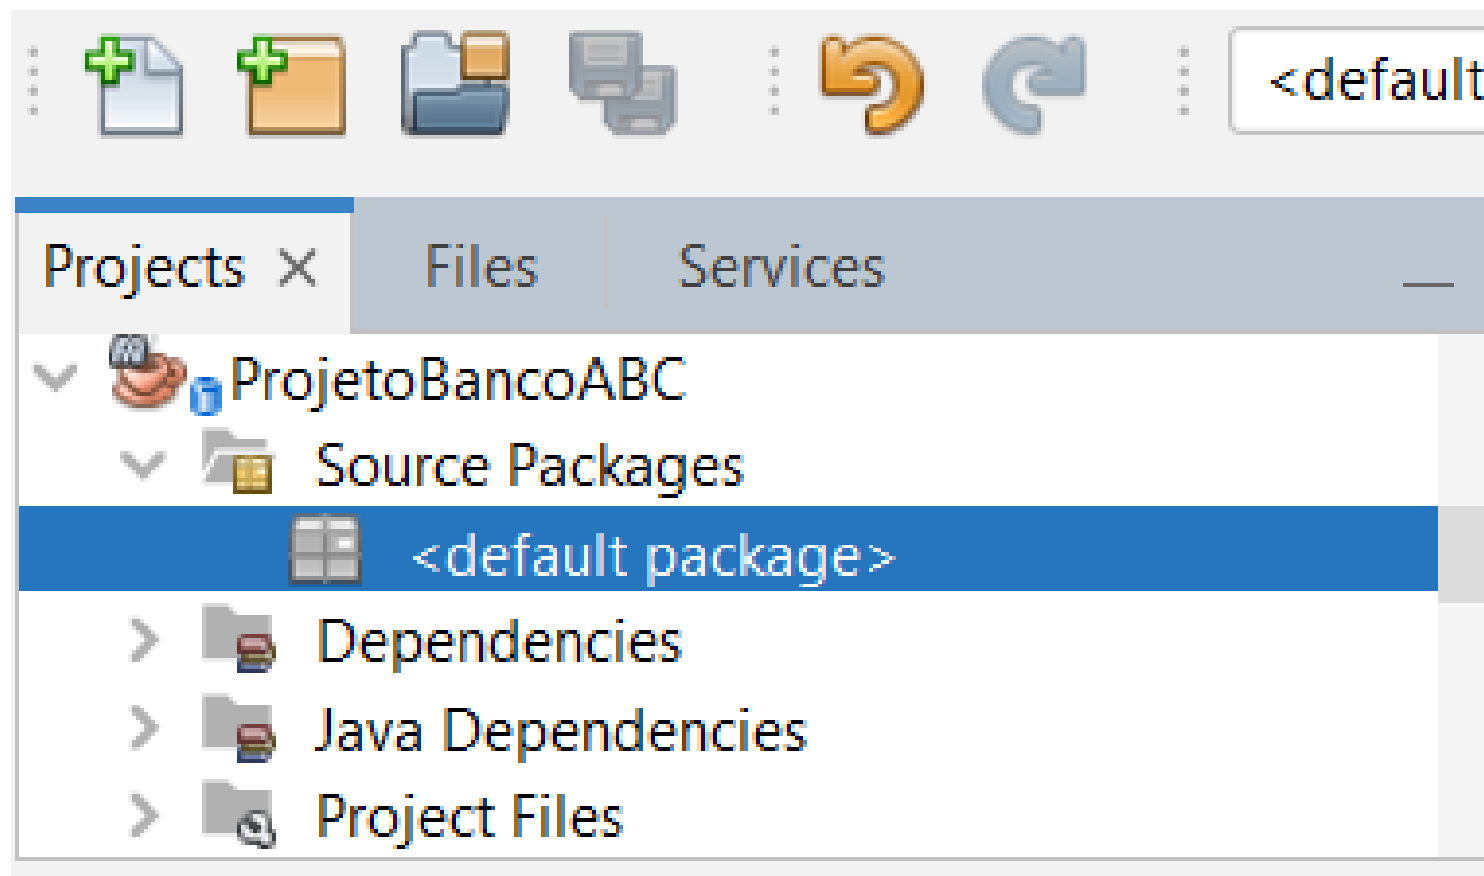 <default
Projects Files Services
ProjetoBancoABC
Source Packages
<default package>
Dependencies
Java Dependencies
Project Files